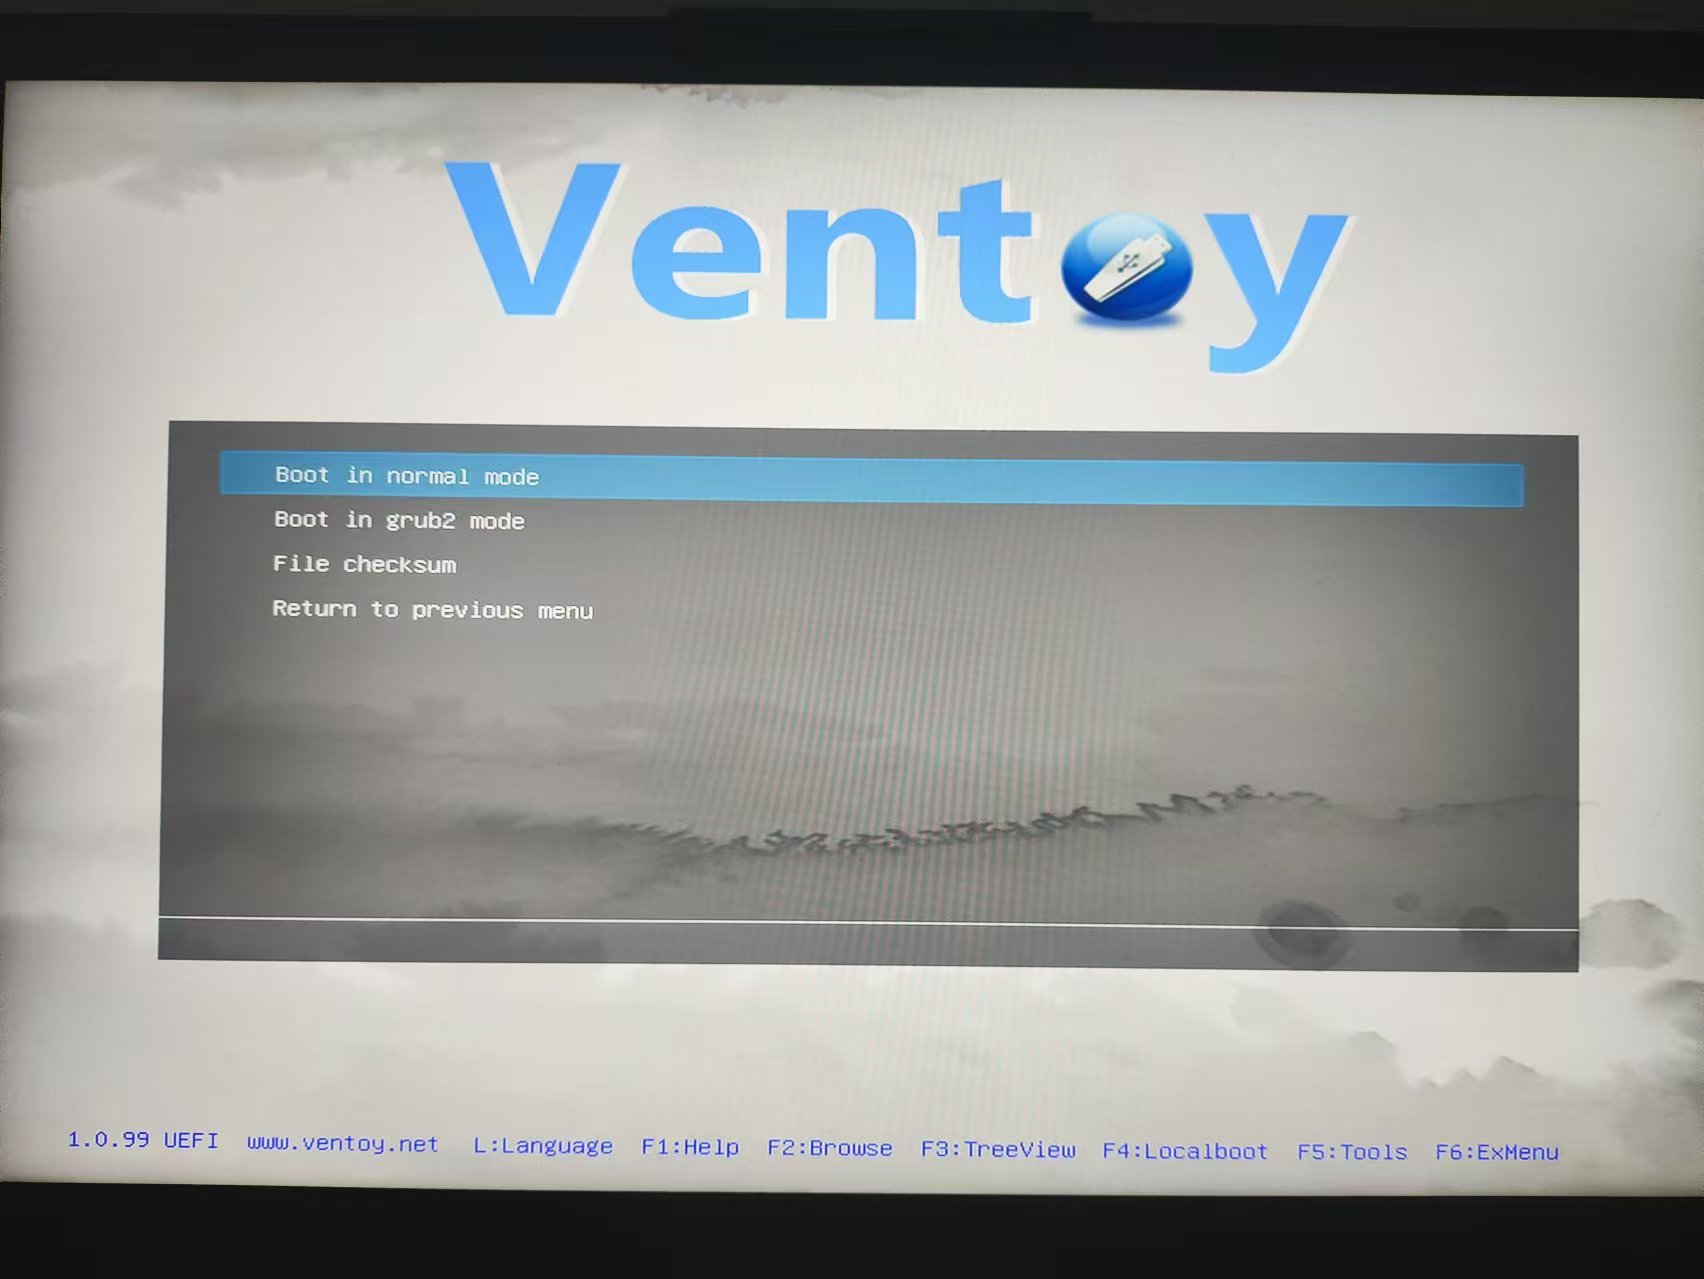 Ventoy
Boot in normal mode
Boot in grub2 mode
File checksum
Return to previous menu
1.0.99 UEFI www.ventoy.net L:Language F1:Help F2:Browse F3:TreeView F4:Localboot F5:Tools F6:ExMenu